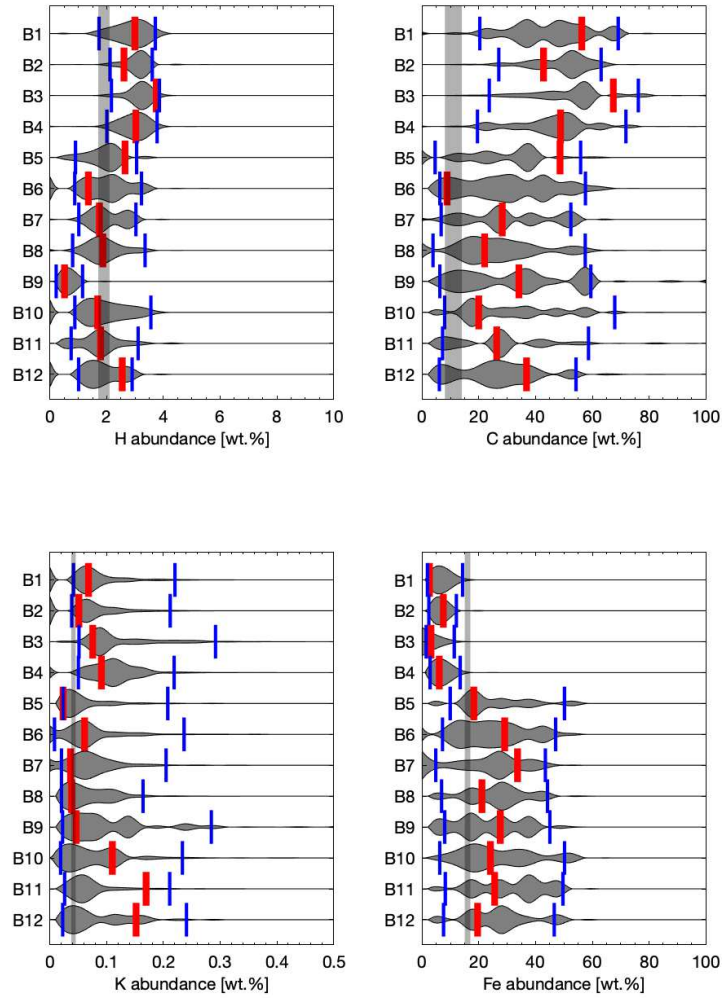 B1
B2
B3
B4
B5
B6
B7
B8
B9
B10
B11
B12
0 2 4 6 8 10
H abundance [wt.%]
B1
B2
B3
B4
B5
B6
B7
B8
B9
B10
B11
B12
0 20 40 60 80 100
C abundance [wt.%]
B1
B2
B3
B4
B5
B6
B7
B8
B9
B10
B11
B12
0 0.1 0.2 0.3 0.4 0.5
K abundance [wt.%]
B1
B2
B3
B4
B5
B6
B7
B8
B9
B10
B11
B12
0 20 40 60 80 100
Fe abundance [wt.%]